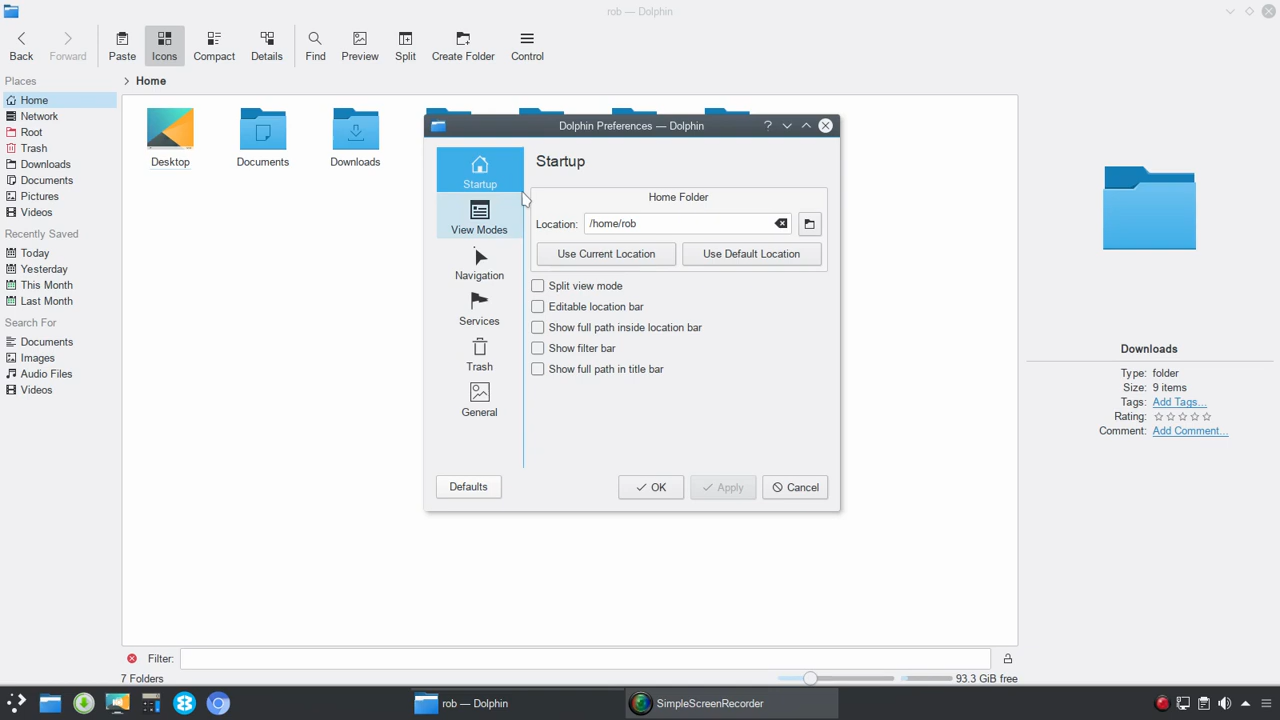 rob — Dolphin
Back
Forward
Paste
Icons
Compact
Details
Find
Preview
Split
Create Folder
Control
Places
Home
Network
Root
Trash
Downloads
Documents
Pictures
Videos
Recently Saved
Today
Yesterday
This Month
Last Month
Search For
Documents
Images
Audio Files
Videos
> Home
Desktop
Documents
Downloads
Dolphin Preferences — Dolphin
?
Startup
View Modes
Navigation
Services
Trash
General
Startup
Home Folder
Location: /home/rob
Use Current Location
Use Default Location
Split view mode
Editable location bar
Show full path inside location bar
Show filter bar
Show full path in title bar
Defaults
OK
Apply
Cancel
Downloads
Type: folder
Size: 9 items
Tags: Add Tags...
Rating:
Comment: Add Comment...
Filter:
7 Folders
93.3 GiB free
rob — Dolphin
SimpleScreenRecorder